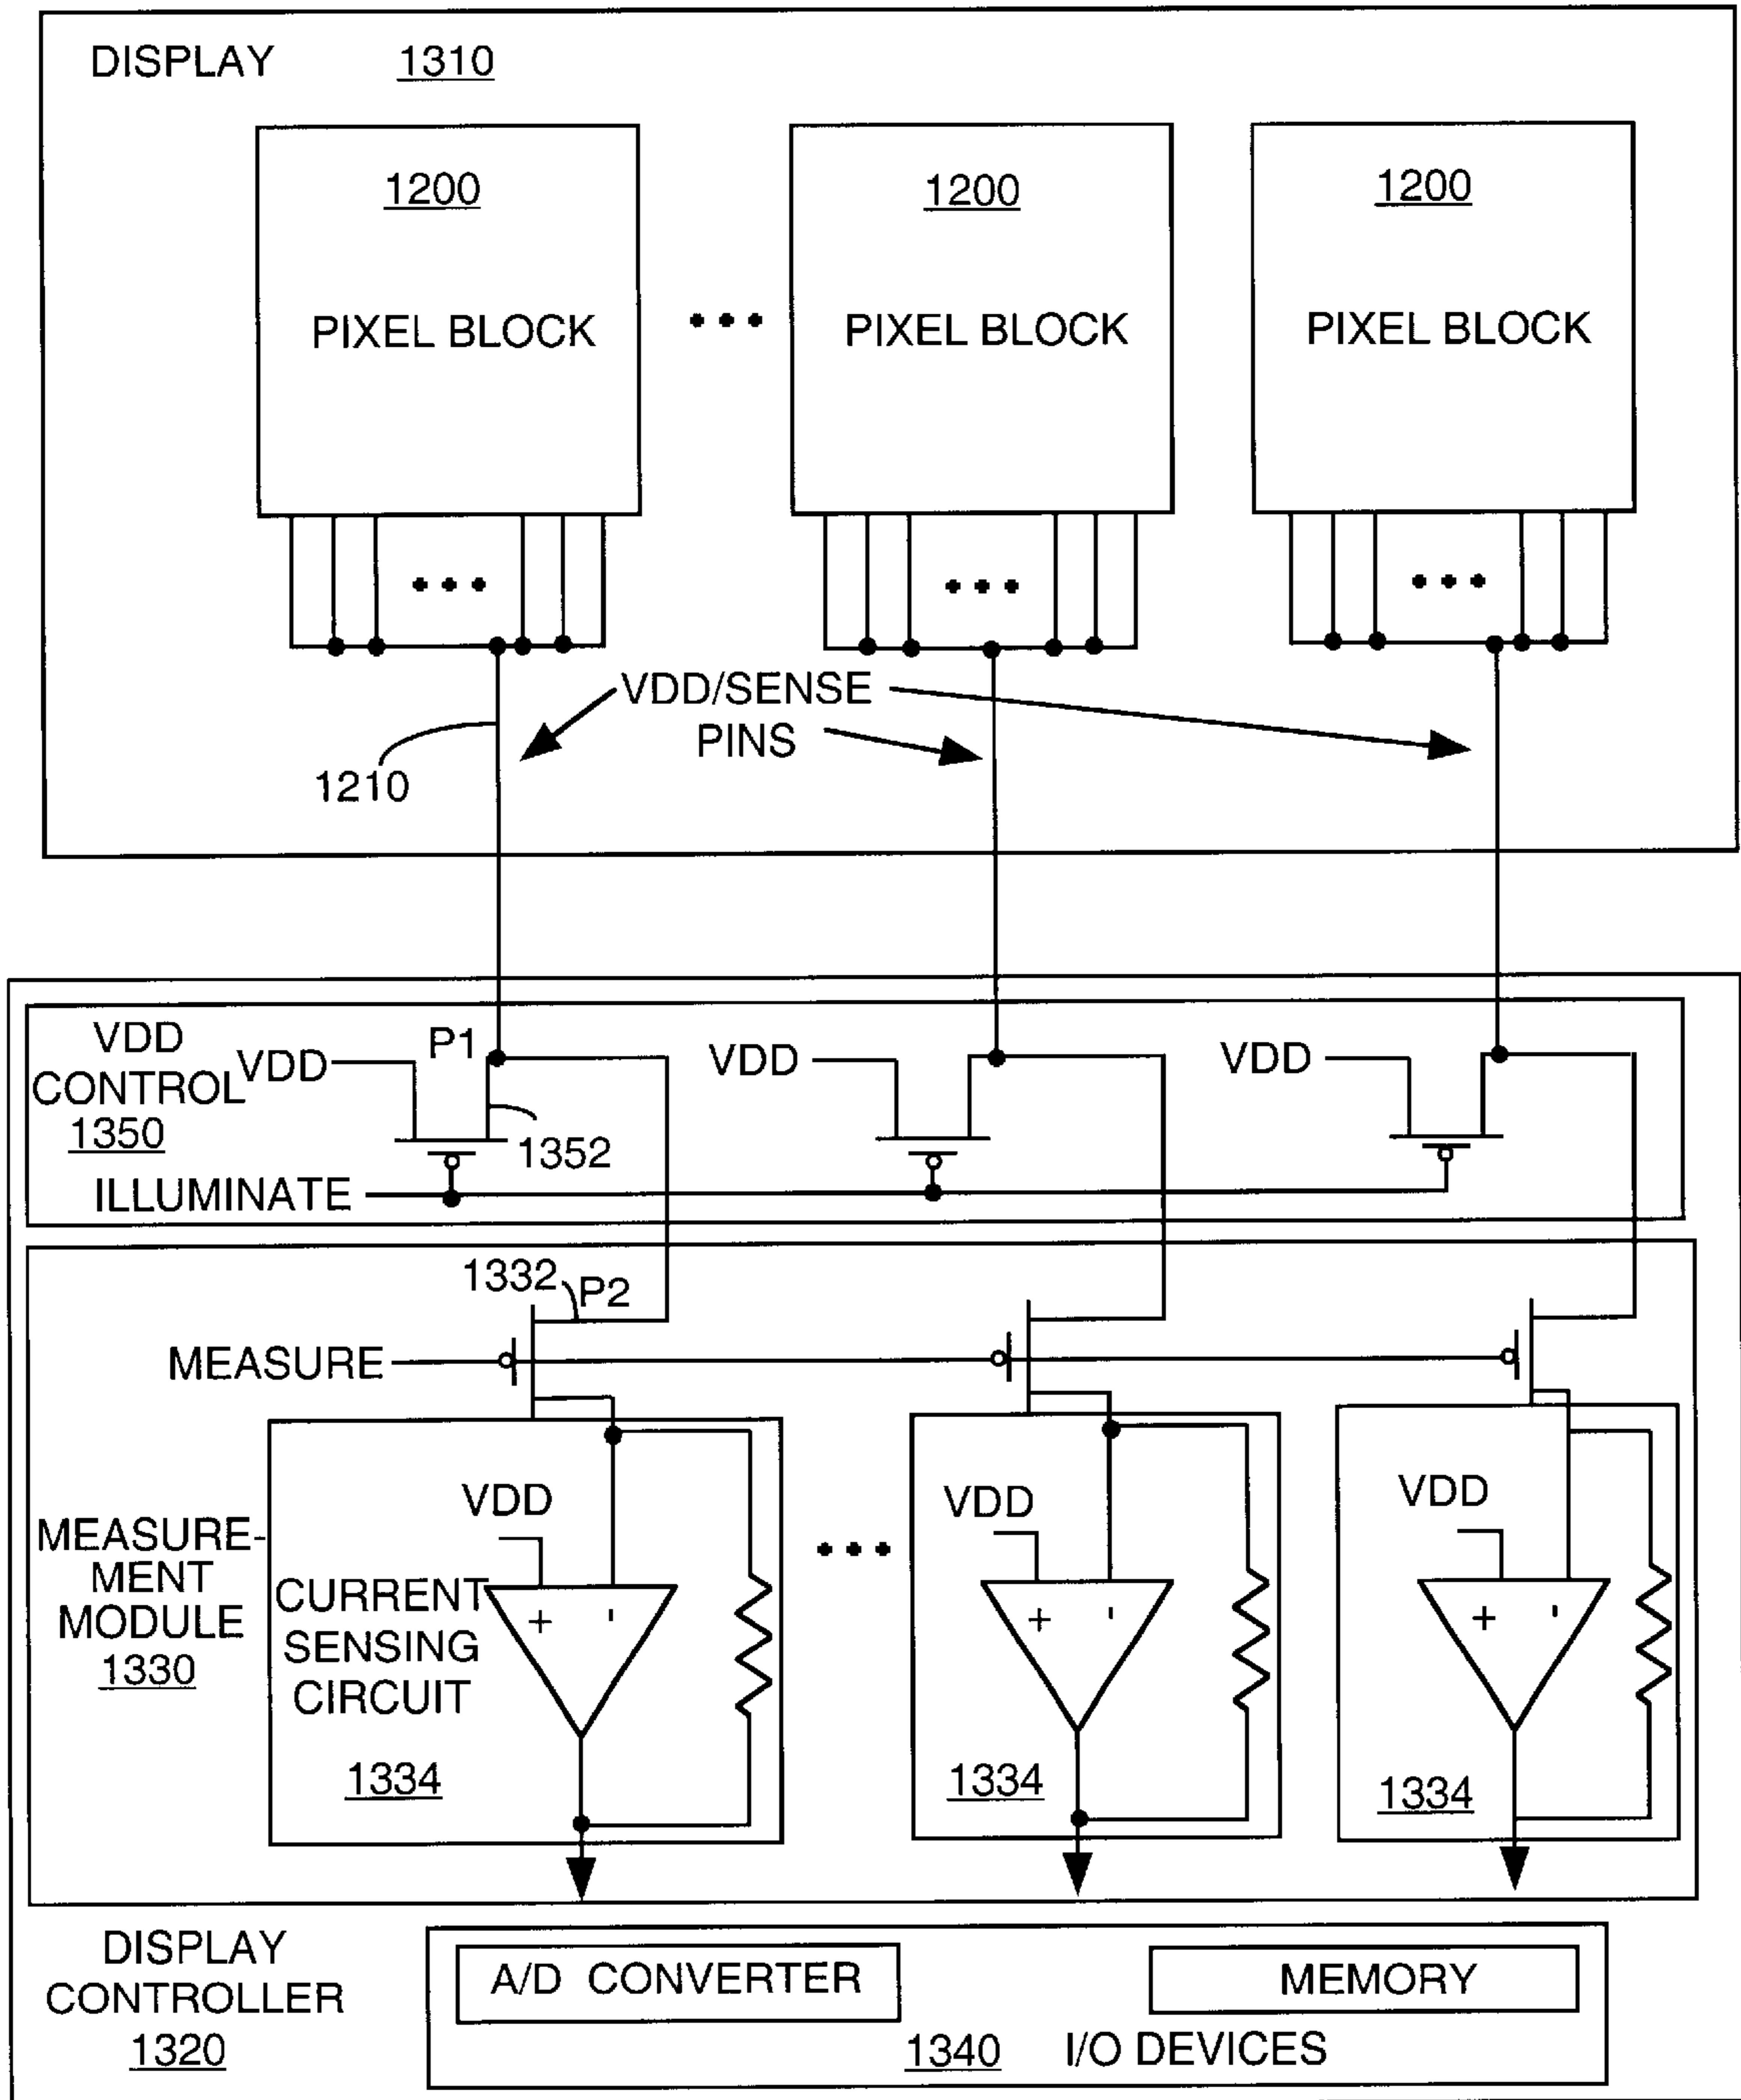 DISPLAY 1310
1200 1200 1200
PIXEL BLOCK PIXEL BLOCK PIXEL BLOCK
VDD/SENSE
PINS
1210
VDD
CONTROL
1350
VDD P1 VDD VDD
1352
ILLUMINATE
1332 P2
MEASURE
VDD VDD VDD
MEASURE-
MENT
MODULE
1330
CURRENT
SENSING
CIRCUIT
+ - + - + -
1334 1334 1334
DISPLAY
CONTROLLER
1320
A/D CONVERTER MEMORY
1340 I/O DEVICES